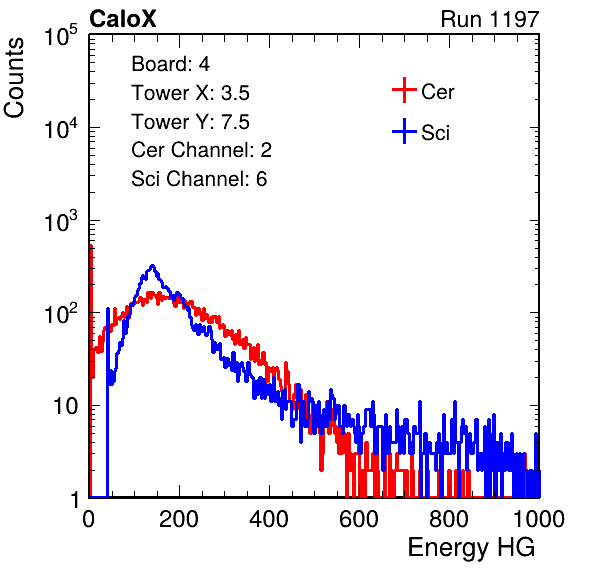 CaloX
Run 1197
Counts
Board: 4
Tower X: 3.5
Tower Y: 7.5
Cer Channel: 2
Sci Channel: 6
Cer
Sci
10^5
10^4
10^3
10^2
10
1
0 200 400 600 800 1000
Energy HG